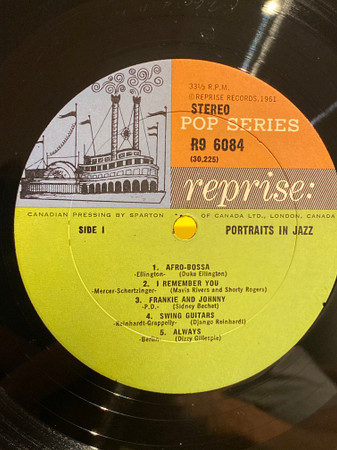 33⅓ R.P.M.
©REPRISE RECORDS, 1961
STEREO
POP SERIES
R9 6084
(30,225)
reprise:
CANADIAN PRESSING BY SPARTON OF CANADA LTD., LONDON, CANADA
SIDE I PORTRAITS IN JAZZ
1. AFRO-BOSSA
-Ellington- (Duke Ellington)
2. I REMEMBER YOU
-Mercer-Schertzinger- (Mavis Rivers and Shorty Rogers)
3. FRANKIE AND JOHNNY
-P.D.- (Sidney Bechet)
4. SWING GUITARS
-Reinhardt-Grappelly- (Django Reinhardt)
5. ALWAYS
-Berlin- (Dizzy Gillespie)